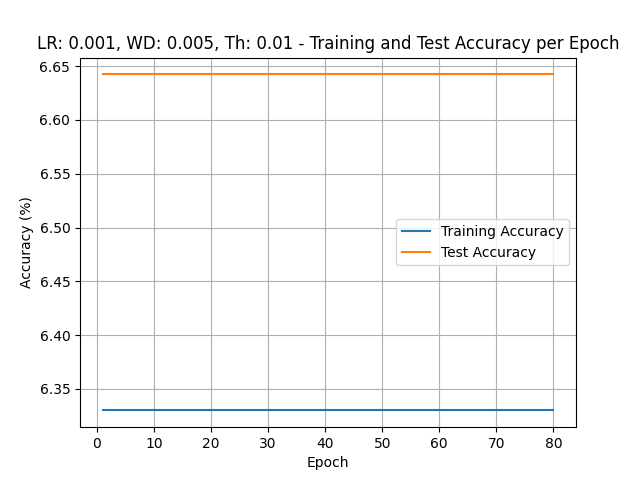 LR: 0.001, WD: 0.005, Th: 0.01 - Training and Test Accuracy per Epoch
6.65
6.60
6.55
6.50
6.45
6.40
6.35
Accuracy (%)
Training Accuracy
Test Accuracy
0 10 20 30 40 50 60 70 80
Epoch